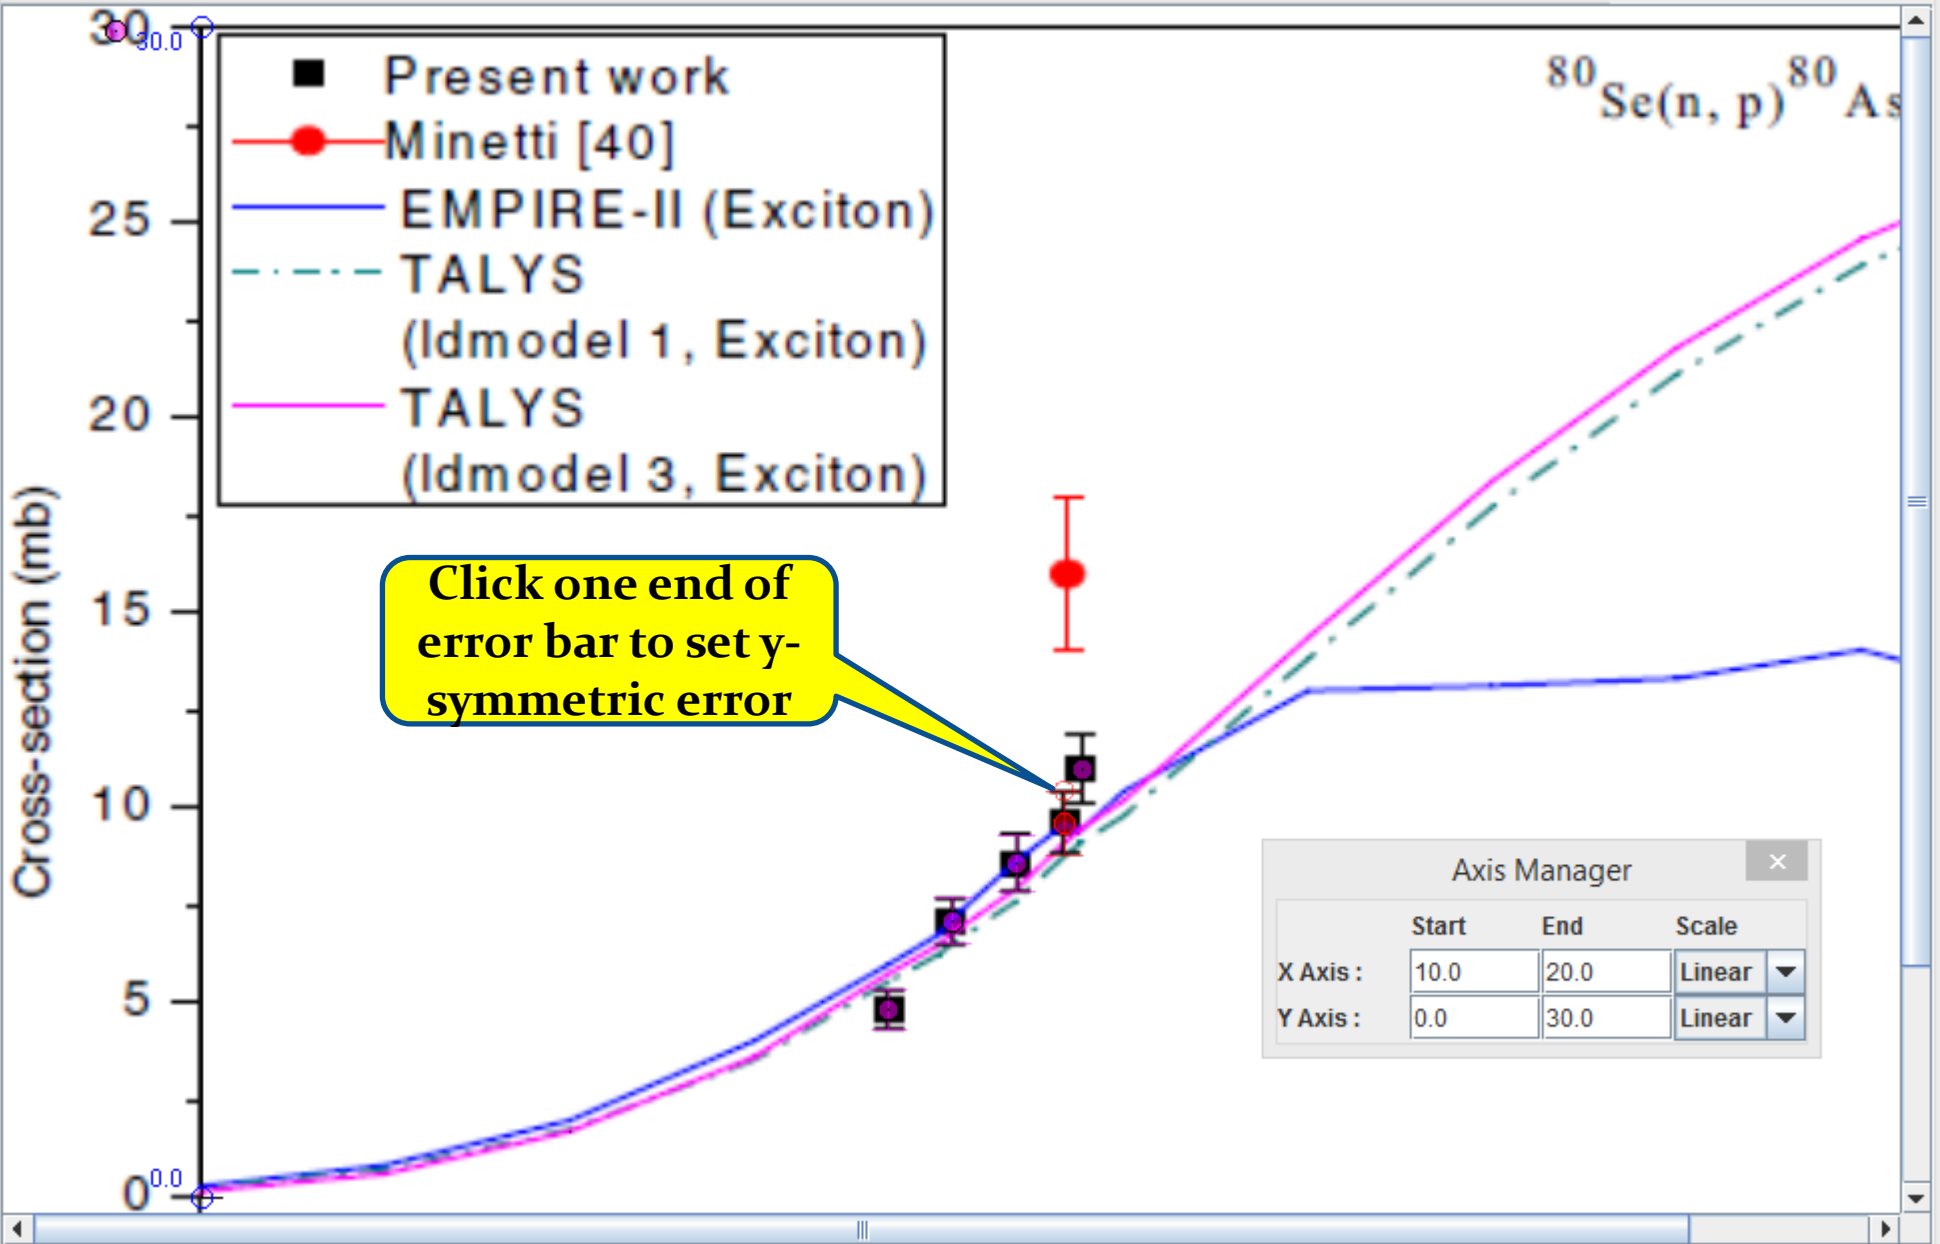 30
30.0
Present work
Minetti [40]
EMPIRE-II (Exciton)
TALYS
(ldmodel 1, Exciton)
TALYS
(ldmodel 3, Exciton)
80Se(n, p)80As
25
20
15
10
5
0
0.0
Cross-section (mb)
Click one end of
error bar to set y-
symmetric error
Axis Manager
Start End Scale
X Axis : 10.0 20.0 Linear
Y Axis : 0.0 30.0 Linear